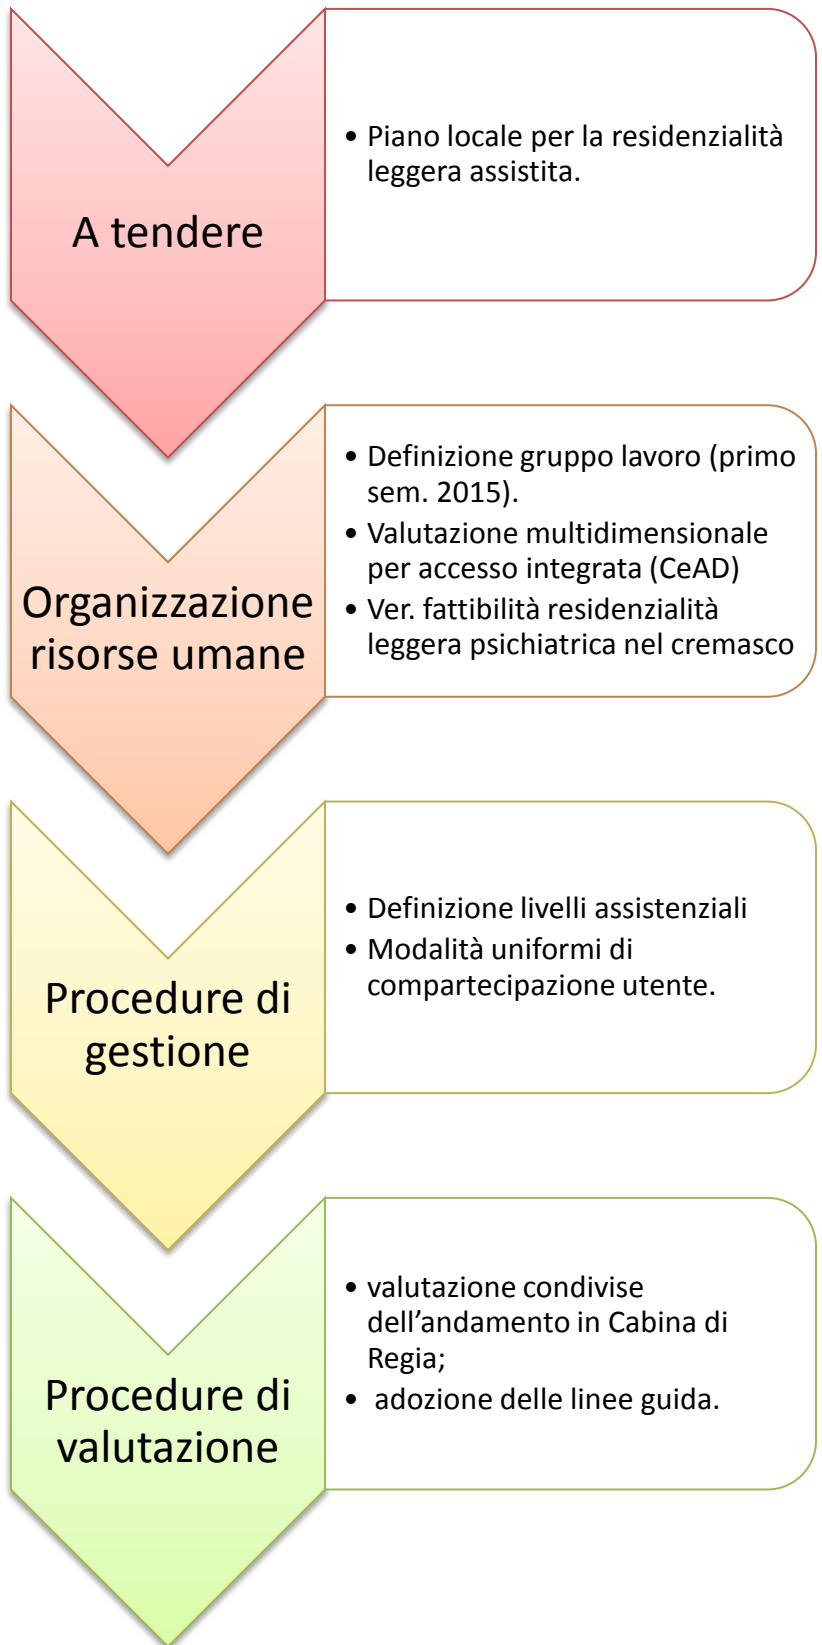 A tendere
• Piano locale per la residenzialità
leggera assistita.
Organizzazione
risorse umane
• Definizione gruppo lavoro (primo
sem. 2015).
• Valutazione multidimensionale
per accesso integrata (CeAD)
• Ver. fattibilità residenzialità
leggera psichiatrica nel cremasco
Procedure di
gestione
• Definizione livelli assistenziali
• Modalità uniformi di
compartecipazione utente.
Procedure di
valutazione
• valutazione condivise
dell’andamento in Cabina di
Regia;
• adozione delle linee guida.